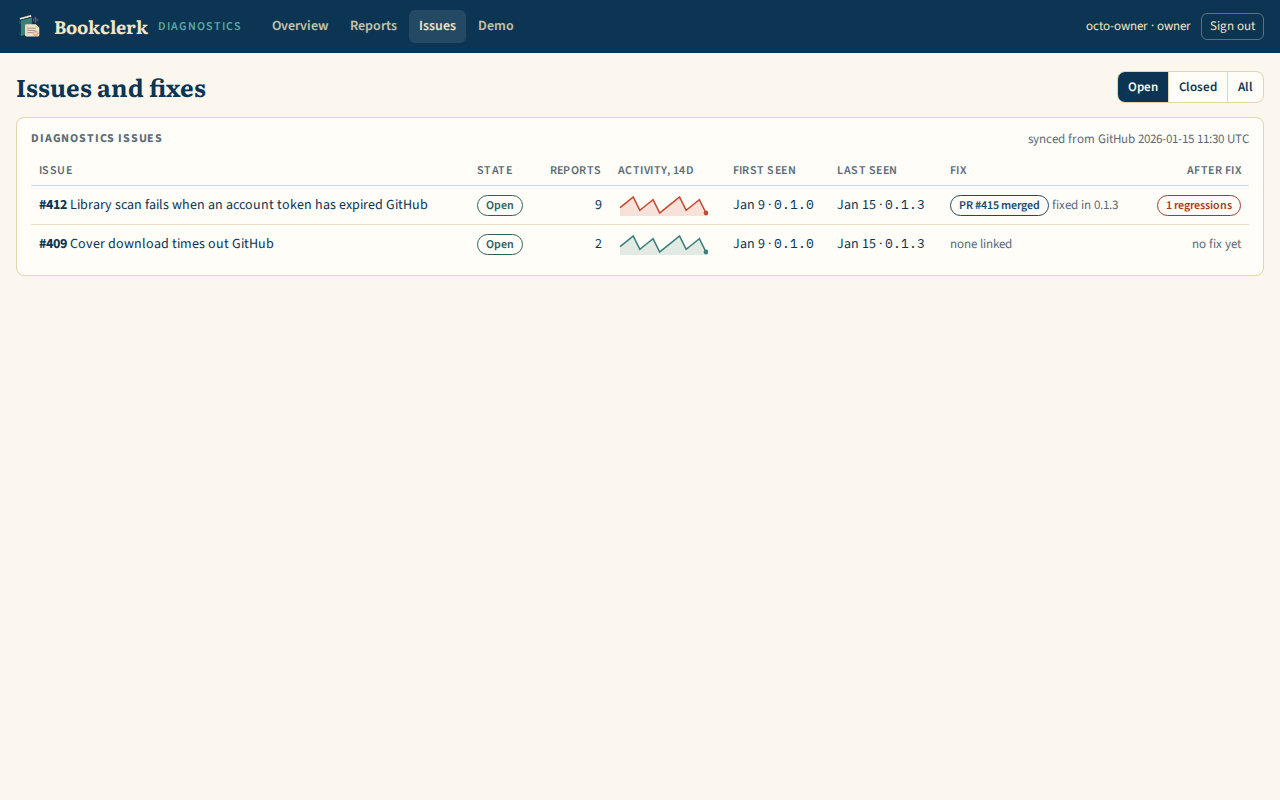 Bookclerk DIAGNOSTICS Overview Reports Issues Demo octo-owner · owner Sign out
Issues and fixes Open Closed All
DIAGNOSTICS ISSUES synced from GitHub 2026-01-15 11:30 UTC
ISSUE STATE REPORTS ACTIVITY, 14D FIRST SEEN LAST SEEN FIX AFTER FIX
#412 Library scan fails when an account token has expired GitHub Open 9 Jan 9 · 0.1.0 Jan 15 · 0.1.3 PR #415 merged fixed in 0.1.3 1 regressions
#409 Cover download times out GitHub Open 2 Jan 9 · 0.1.0 Jan 15 · 0.1.3 none linked no fix yet